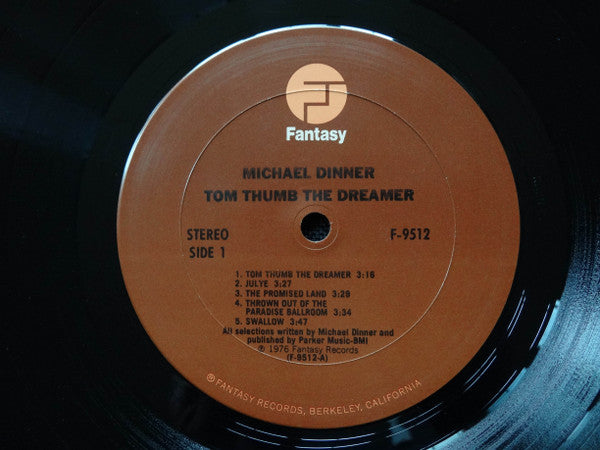 Fantasy
MICHAEL DINNER
TOM THUMB THE DREAMER
STEREO
SIDE 1
F-9512
1. TOM THUMB THE DREAMER 3:16
2. JULYE 3:27
3. THE PROMISED LAND 3:29
4. THROWN OUT OF THE
PARADISE BALLROOM 3:34
5. SWALLOW 3:47
All selections written by Michael Dinner and
published by Parker Music-BMI
℗ 1976 Fantasy Records
(F-9512-A)
® FANTASY RECORDS, BERKELEY, CALIFORNIA